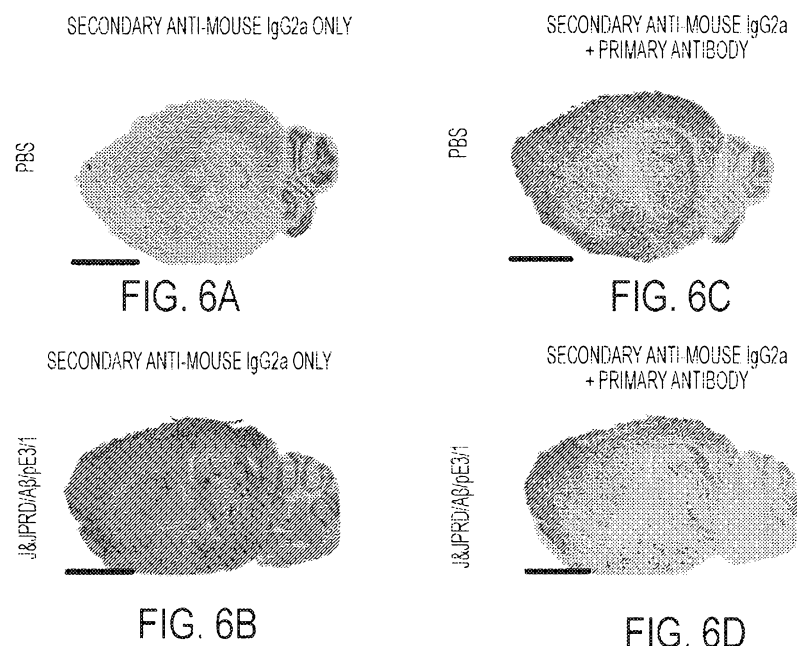 SECONDARY ANTI-MOUSE IgG2a ONLY
SECONDARY ANTI-MOUSE IgG2a
+ PRIMARY ANTIBODY
PBS
PBS
FIG. 6A
FIG. 6C
SECONDARY ANTI-MOUSE IgG2a ONLY
SECONDARY ANTI-MOUSE IgG2a
+ PRIMARY ANTIBODY
J&JPRD/Aβ/pE3/1
J&JPRD/Aβ/pE3/1
FIG. 6B
FIG. 6D